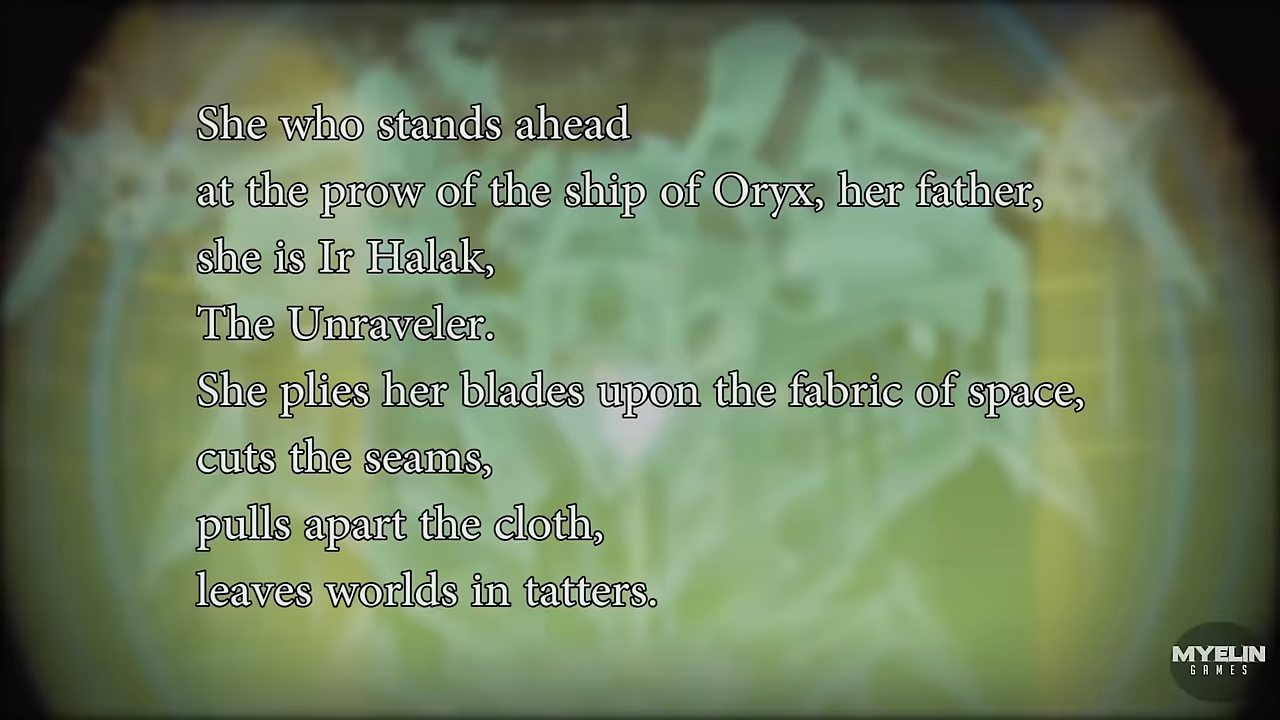 She who stands ahead
at the prow of the ship of Oryx, her father,
she is Ir Halak,
The Unraveler.
She plies her blades upon the fabric of space,
cuts the seams,
pulls apart the cloth,
leaves worlds in tatters.
MYELIN
GAMES